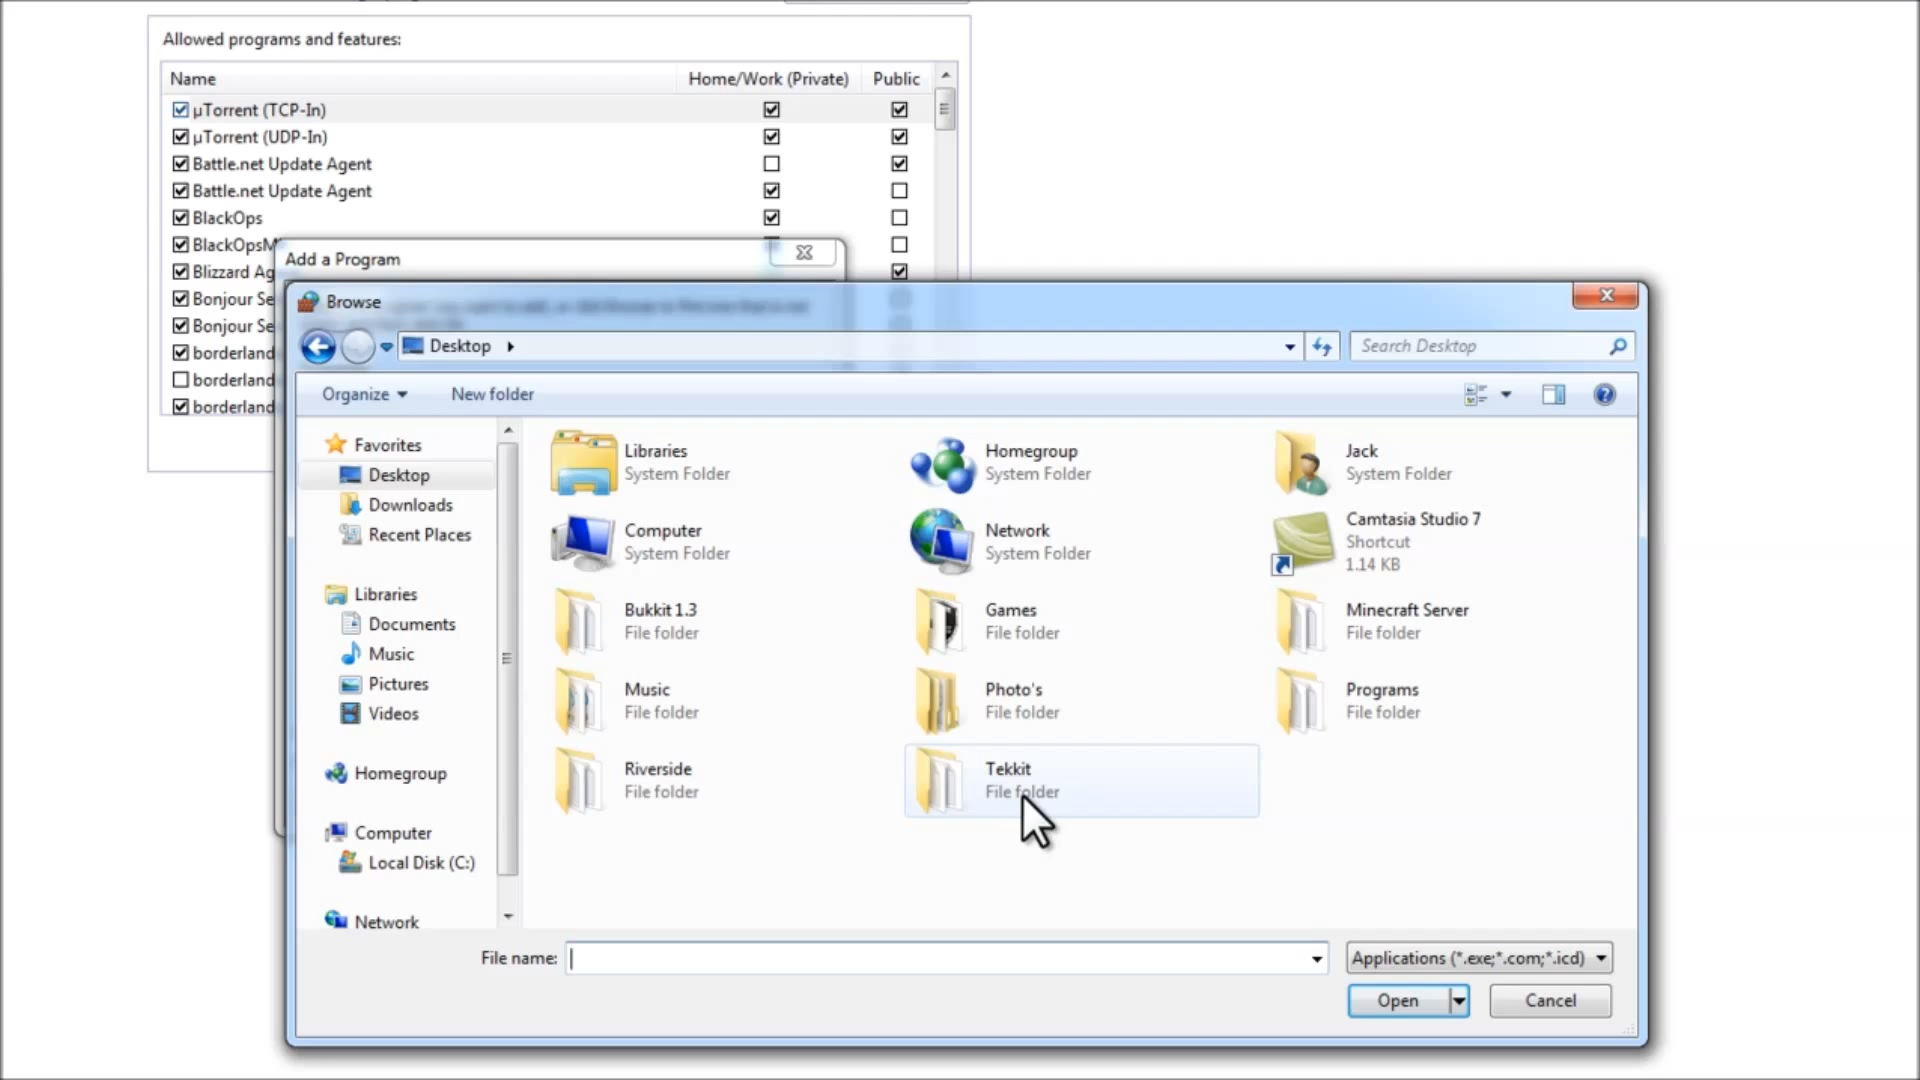 Allowed programs and features:
Name Home/Work (Private) Public
µTorrent (TCP-In)
µTorrent (UDP-In)
Battle.net Update Agent
Battle.net Update Agent
BlackOps
BlackOpsM
Blizzard Ag
Bonjour Se
Bonjour Se
borderland
borderland
borderland
Add a Program
Browse
Desktop
Search Desktop
Organize New folder
Favorites
Desktop
Downloads
Recent Places
Libraries
Documents
Music
Pictures
Videos
Homegroup
Computer
Local Disk (C:)
Network
Libraries
System Folder
Homegroup
System Folder
Jack
System Folder
Computer
System Folder
Network
System Folder
Camtasia Studio 7
Shortcut
1.14 KB
Bukkit 1.3
File folder
Games
File folder
Minecraft Server
File folder
Music
File folder
Photo's
File folder
Programs
File folder
Riverside
File folder
Tekkit
File folder
File name:
Applications (*.exe;*.com;*.icd)
Open Cancel